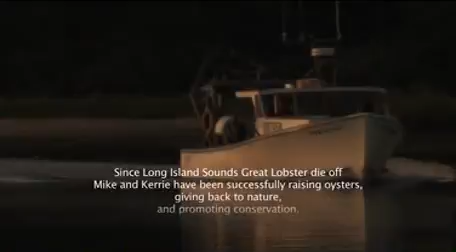 Since Long Island Sounds Great Lobster die off
Mike and Kerrie have been successfully raising oysters,
giving back to nature,
and promoting conservation.